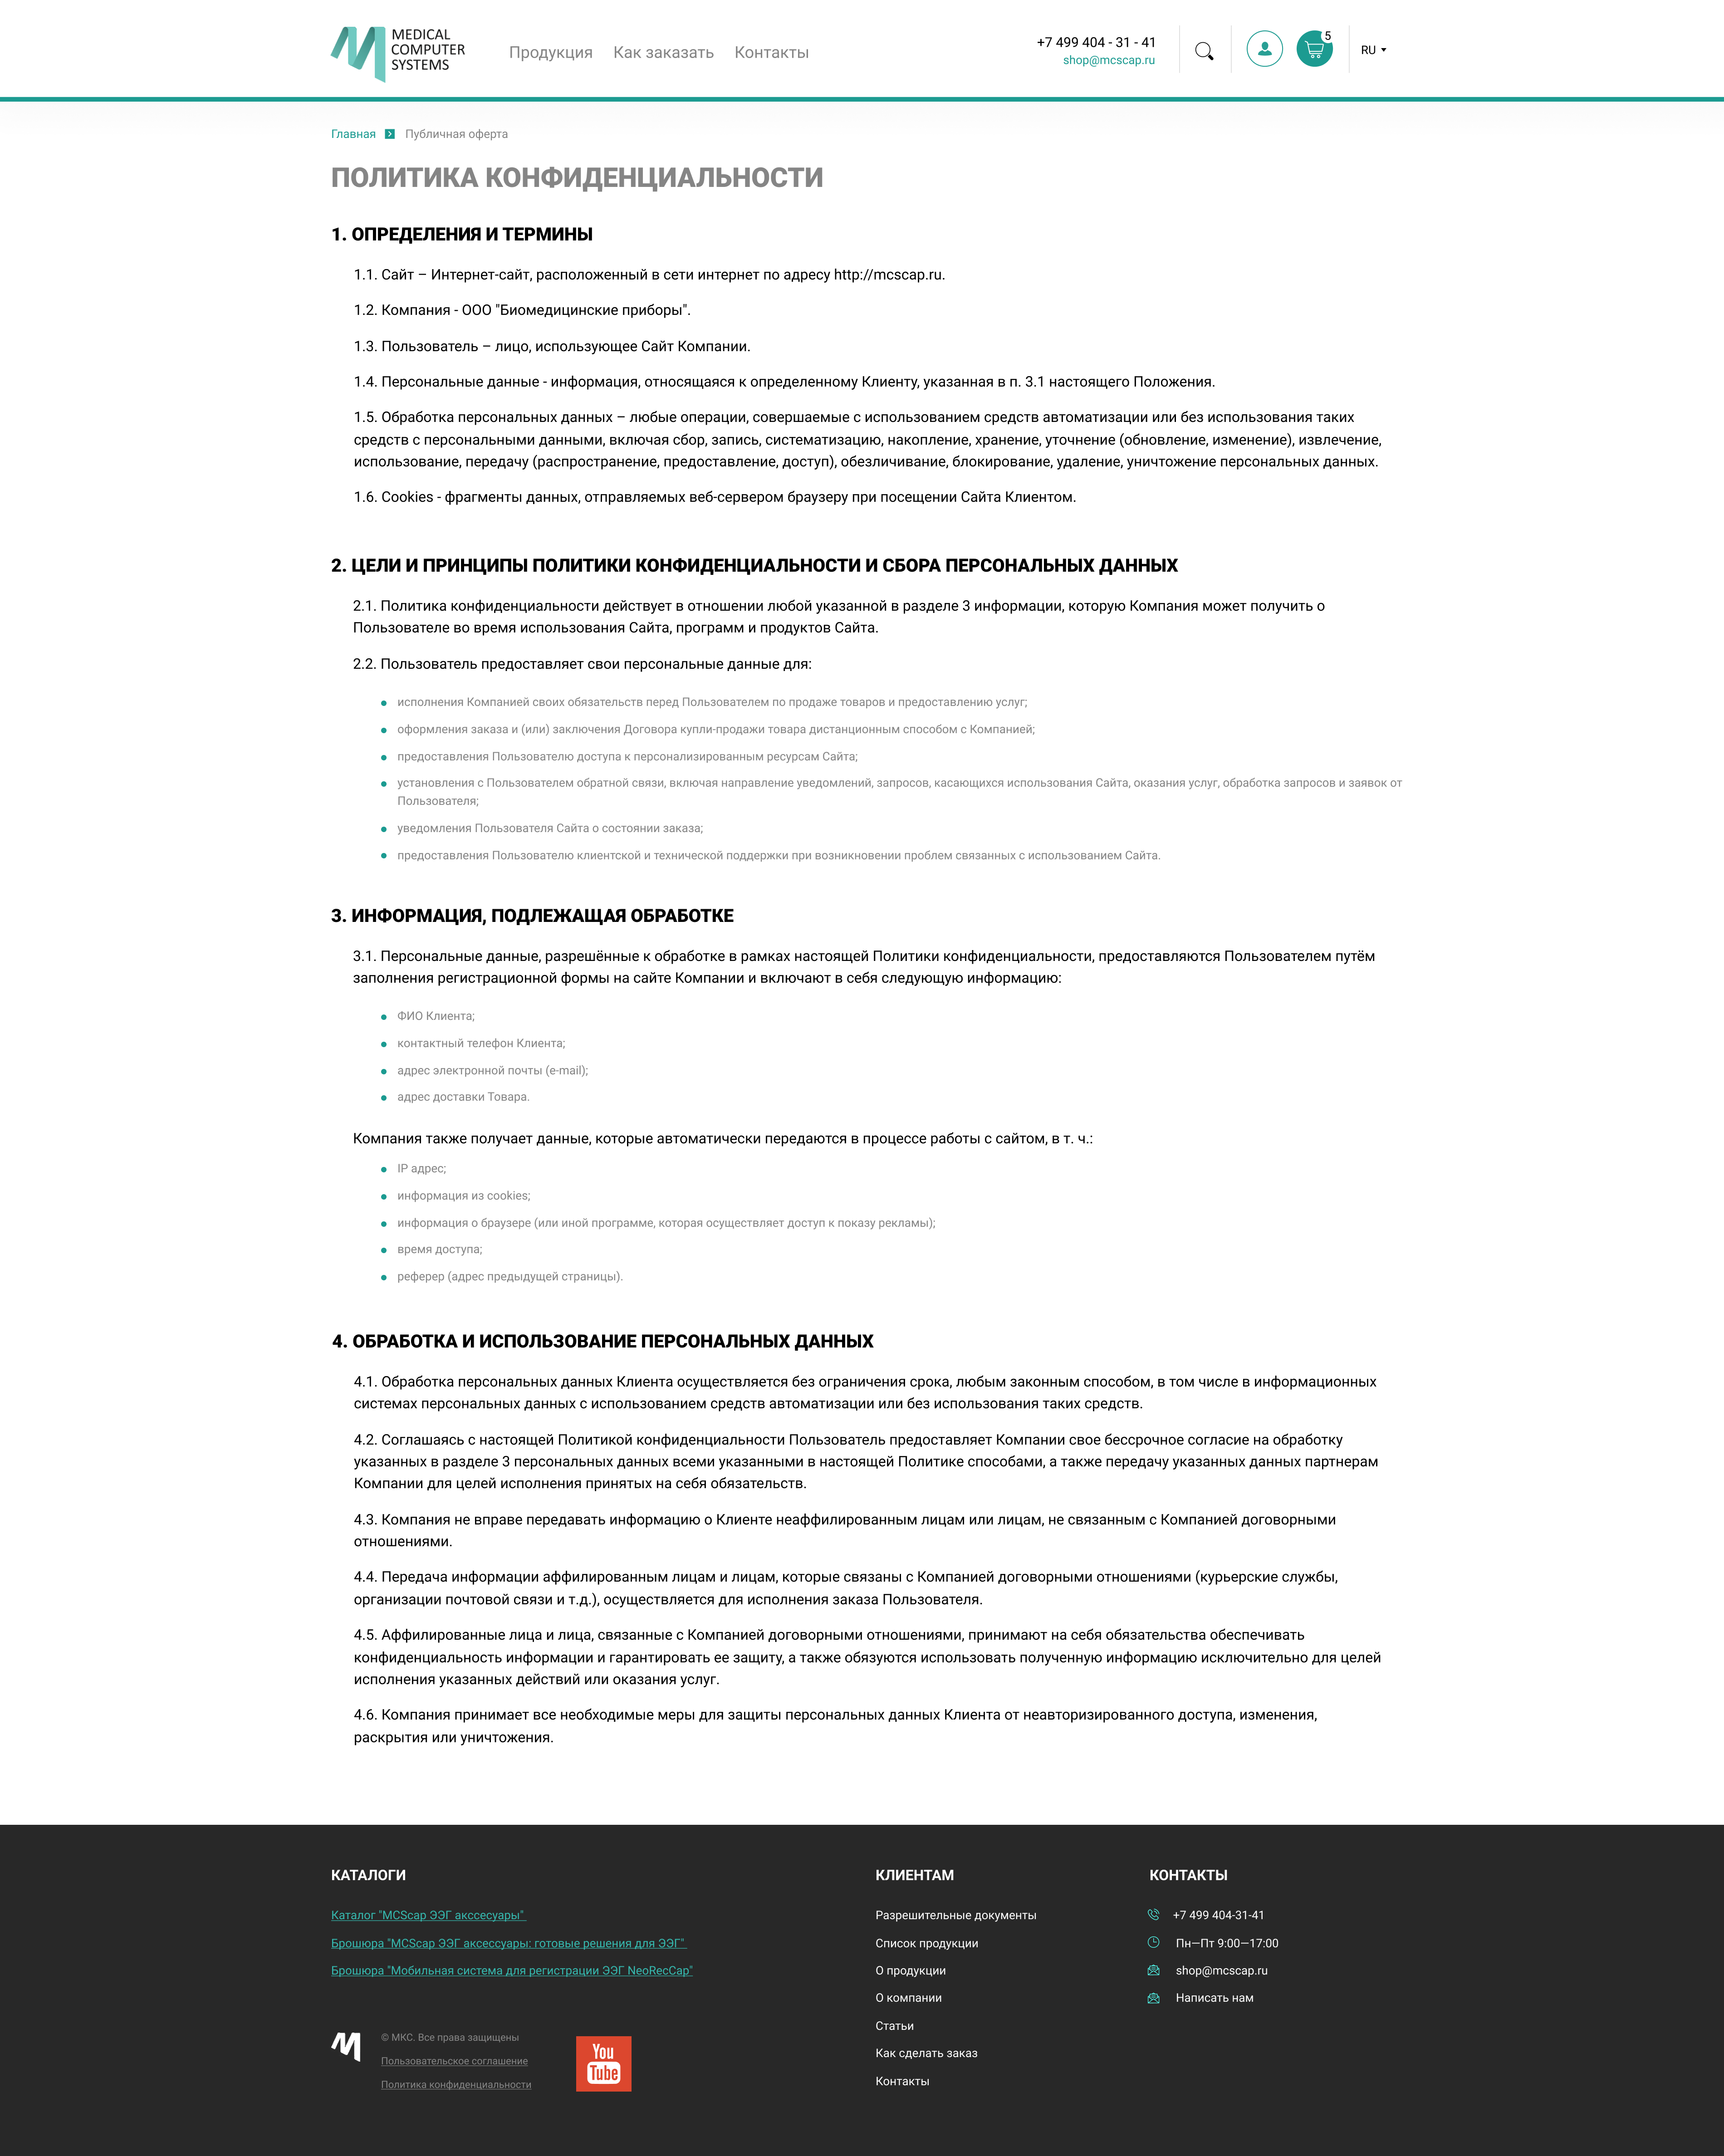 MEDICAL
COMPUTER
SYSTEMS
Продукция Как заказать Контакты
+7 499 404 - 31 - 41
shop@mcscap.ru
5
RU
Главная Публичная оферта
ПОЛИТИКА КОНФИДЕНЦИАЛЬНОСТИ
1. ОПРЕДЕЛЕНИЯ И ТЕРМИНЫ
1.1. Сайт – Интернет-сайт, расположенный в сети интернет по адресу http://mcscap.ru.
1.2. Компания - ООО "Биомедицинские приборы".
1.3. Пользователь – лицо, использующее Сайт Компании.
1.4. Персональные данные - информация, относящаяся к определенному Клиенту, указанная в п. 3.1 настоящего Положения.
1.5. Обработка персональных данных – любые операции, совершаемые с использованием средств автоматизации или без использования таких
средств с персональными данными, включая сбор, запись, систематизацию, накопление, хранение, уточнение (обновление, изменение), извлечение,
использование, передачу (распространение, предоставление, доступ), обезличивание, блокирование, удаление, уничтожение персональных данных.
1.6. Cookies - фрагменты данных, отправляемых веб-сервером браузеру при посещении Сайта Клиентом.
2. ЦЕЛИ И ПРИНЦИПЫ ПОЛИТИКИ КОНФИДЕНЦИАЛЬНОСТИ И СБОРА ПЕРСОНАЛЬНЫХ ДАННЫХ
2.1. Политика конфиденциальности действует в отношении любой указанной в разделе 3 информации, которую Компания может получить о
Пользователе во время использования Сайта, программ и продуктов Сайта.
2.2. Пользователь предоставляет свои персональные данные для:
исполнения Компанией своих обязательств перед Пользователем по продаже товаров и предоставлению услуг;
оформления заказа и (или) заключения Договора купли-продажи товара дистанционным способом с Компанией;
предоставления Пользователю доступа к персонализированным ресурсам Сайта;
установления с Пользователем обратной связи, включая направление уведомлений, запросов, касающихся использования Сайта, оказания услуг, обработка запросов и заявок от
Пользователя;
уведомления Пользователя Сайта о состоянии заказа;
предоставления Пользователю клиентской и технической поддержки при возникновении проблем связанных с использованием Сайта.
3. ИНФОРМАЦИЯ, ПОДЛЕЖАЩАЯ ОБРАБОТКЕ
3.1. Персональные данные, разрешённые к обработке в рамках настоящей Политики конфиденциальности, предоставляются Пользователем путём
заполнения регистрационной формы на сайте Компании и включают в себя следующую информацию:
ФИО Клиента;
контактный телефон Клиента;
адрес электронной почты (e-mail);
адрес доставки Товара.
Компания также получает данные, которые автоматически передаются в процессе работы с сайтом, в т. ч.:
IP адрес;
информация из cookies;
информация о браузере (или иной программе, которая осуществляет доступ к показу рекламы);
время доступа;
реферер (адрес предыдущей страницы).
4. ОБРАБОТКА И ИСПОЛЬЗОВАНИЕ ПЕРСОНАЛЬНЫХ ДАННЫХ
4.1. Обработка персональных данных Клиента осуществляется без ограничения срока, любым законным способом, в том числе в информационных
системах персональных данных с использованием средств автоматизации или без использования таких средств.
4.2. Соглашаясь с настоящей Политикой конфиденциальности Пользователь предоставляет Компании свое бессрочное согласие на обработку
указанных в разделе 3 персональных данных всеми указанными в настоящей Политике способами, а также передачу указанных данных партнерам
Компании для целей исполнения принятых на себя обязательств.
4.3. Компания не вправе передавать информацию о Клиенте неаффилированным лицам или лицам, не связанным с Компанией договорными
отношениями.
4.4. Передача информации аффилированным лицам и лицам, которые связаны с Компанией договорными отношениями (курьерские службы,
организации почтовой связи и т.д.), осуществляется для исполнения заказа Пользователя.
4.5. Аффилированные лица и лица, связанные с Компанией договорными отношениями, принимают на себя обязательства обеспечивать
конфиденциальность информации и гарантировать ее защиту, а также обязуются использовать полученную информацию исключительно для целей
исполнения указанных действий или оказания услуг.
4.6. Компания принимает все необходимые меры для защиты персональных данных Клиента от неавторизированного доступа, изменения,
раскрытия или уничтожения.
КАТАЛОГИ
Каталог "MCScap ЭЭГ акссесуары"
Брошюра "MCScap ЭЭГ аксессуары: готовые решения для ЭЭГ"
Брошюра "Мобильная система для регистрации ЭЭГ NeoRecCap"
© МКС. Все права защищены
Пользовательское соглашение
Политика конфиденциальности
You
Tube
КЛИЕНТАМ
Разрешительные документы
Список продукции
О продукции
О компании
Статьи
Как сделать заказ
Контакты
КОНТАКТЫ
+7 499 404-31-41
Пн—Пт 9:00—17:00
shop@mcscap.ru
Написать нам